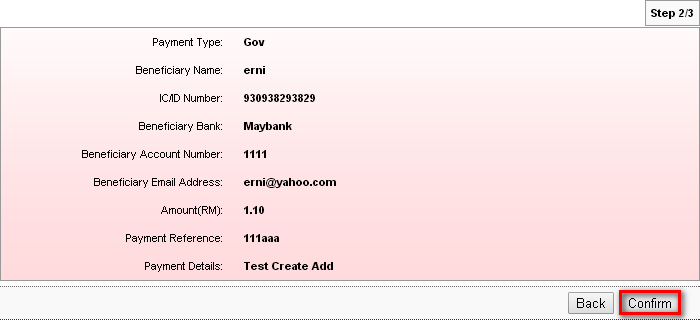 Step 2/3
Payment Type: Gov
Beneficiary Name: erni
IC/ID Number: 930938293829
Beneficiary Bank: Maybank
Beneficiary Account Number: 1111
Beneficiary Email Address: erni@yahoo.com
Amount(RM): 1.10
Payment Reference: 111aaa
Payment Details: Test Create Add
Back Confirm